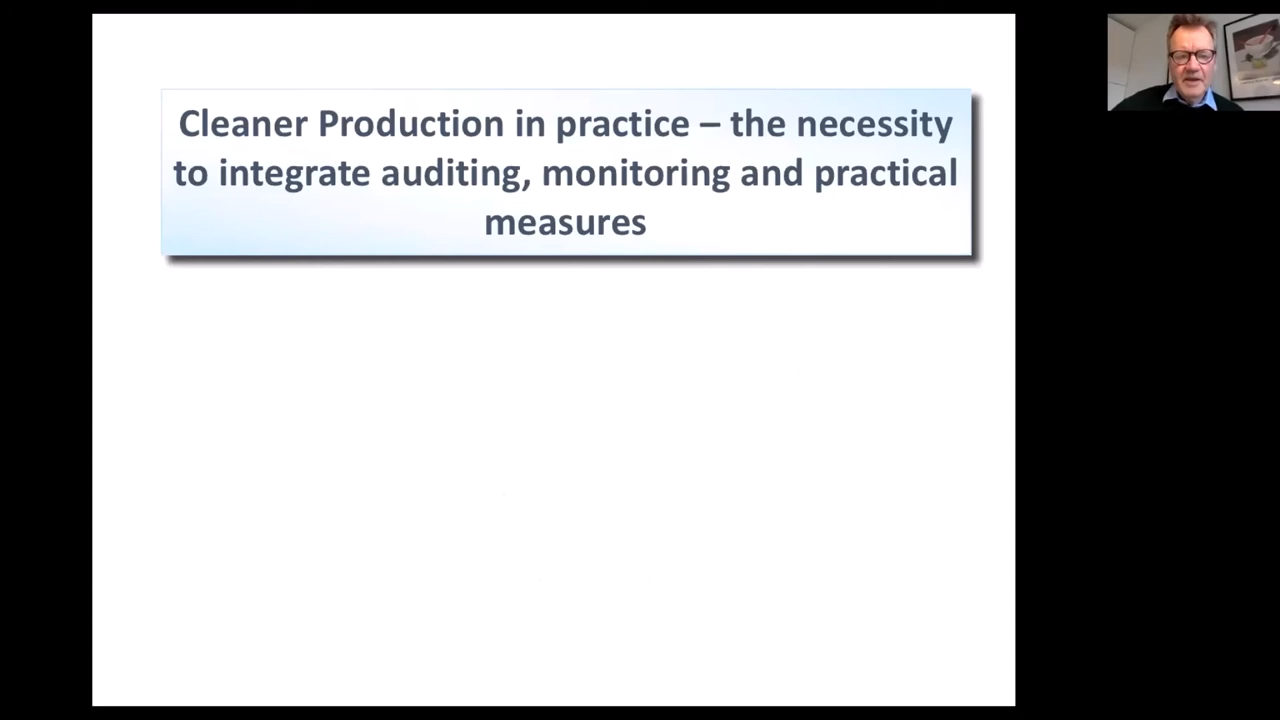 Cleaner Production in practice – the necessity
to integrate auditing, monitoring and practical
measures